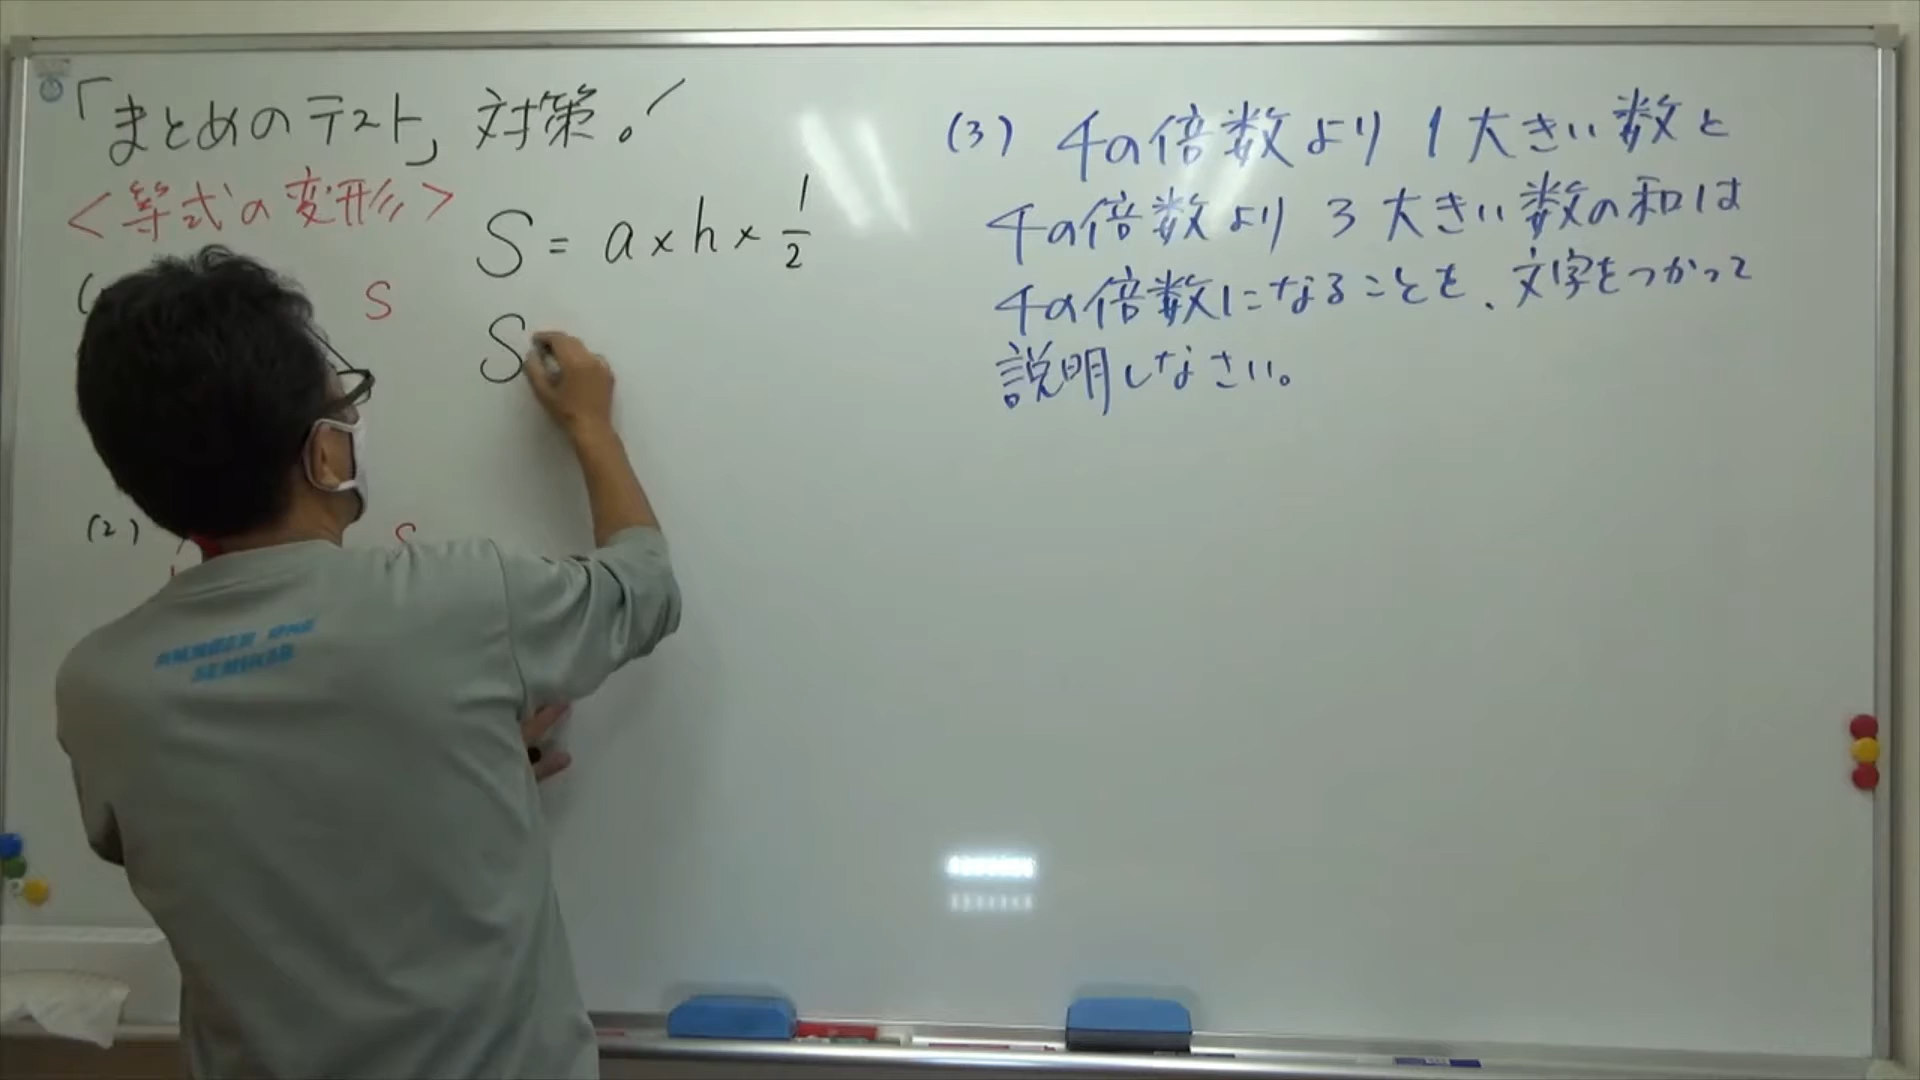 「まとめのテスト」対策。!
<等式の変形>
S
S = a × h × 1/2
S
(2)
S
(3) 4の倍数より 1大きい数と
4の倍数より 3大きい数の和は
4の倍数になることを、文字をつかって
説明しなさい。